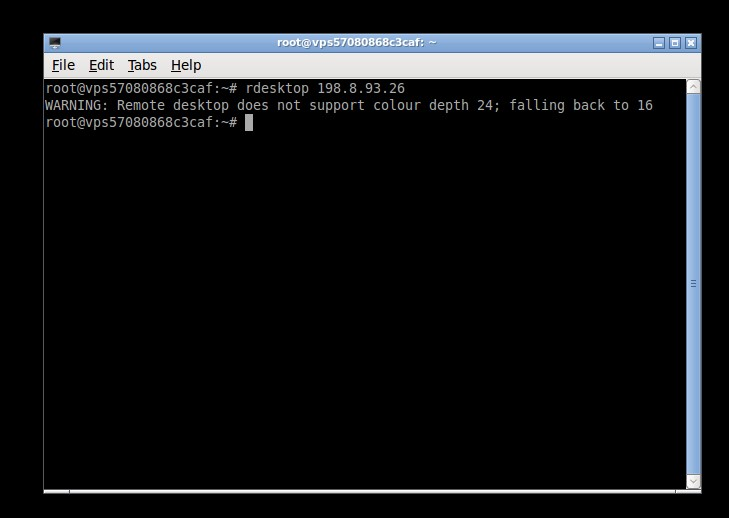 root@vps57080868c3caf: ~
File Edit Tabs Help
root@vps57080868c3caf:~# rdesktop 198.8.93.26
WARNING: Remote desktop does not support colour depth 24; falling back to 16
root@vps57080868c3caf:~#